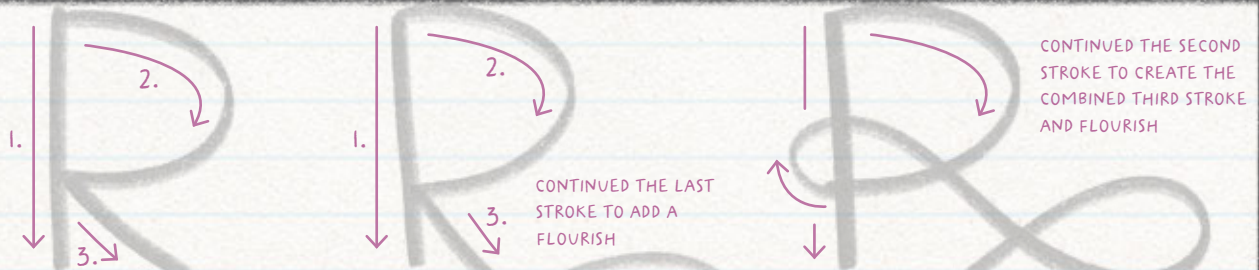 1.
2.
3.
1.
2.
3.
CONTINUED THE LAST
STROKE TO ADD A
FLOURISH
CONTINUED THE SECOND
STROKE TO CREATE THE
COMBINED THIRD STROKE
AND FLOURISH
R
R
R